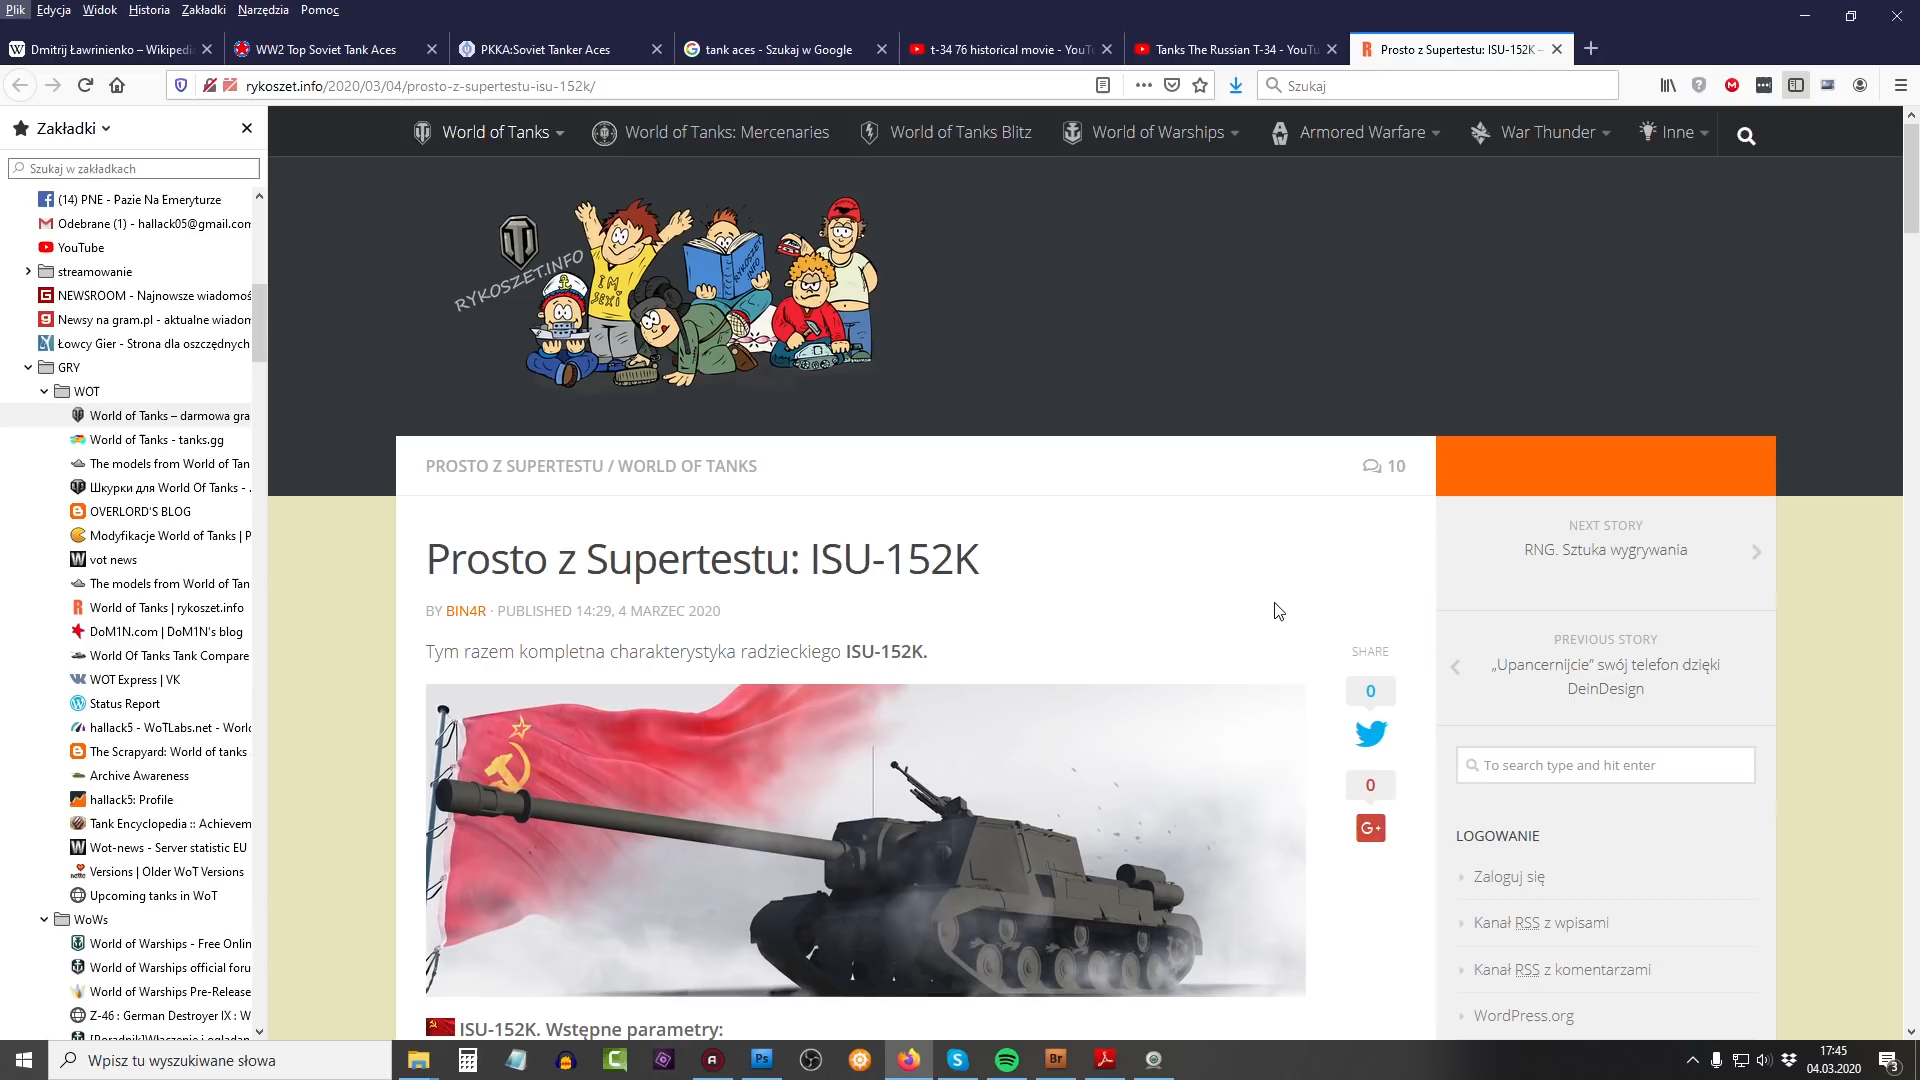 Plik Edycja Widok Historia Zakładki Narzędzia Pomoc
Dmitrij Ławrinienko – Wikipedi
WW2 Top Soviet Tank Aces
PKKA:Soviet Tanker Aces
tank aces - Szukaj w Google
t-34 76 historical movie - YouT
Tanks The Russian T-34 - YouTu
Prosto z Supertestu: ISU-152K –
rykoszet.info/2020/03/04/prosto-z-supertestu-isu-152k/
Szukaj
Zakładki
Szukaj w zakładkach
(14) PNE - Pazie Na Emeryturze
Odebrane (1) - hallack05@gmail.com
YouTube
streamowanie
NEWSROOM - Najnowsze wiadomoś
Newsy na gram.pl - aktualne wiadom
Łowcy Gier - Strona dla oszczędnych
GRY
WOT
World of Tanks – darmowa gra
World of Tanks - tanks.gg
The models from World of Tan
Шкурки для World Of Tanks - .
OVERLORD'S BLOG
Modyfikacje World of Tanks | P
vot news
The models from World of Tan
World of Tanks | rykoszet.info
DoM1N.com | DoM1N's blog
World Of Tanks Tank Compare
WOT Express | VK
Status Report
hallack5 - WoTLabs.net - World
The Scrapyard: World of tanks
Archive Awareness
hallack5: Profile
Tank Encyclopedia :: Achievem
Wot-news - Server statistic EU
Versions | Older WoT Versions
Upcoming tanks in WoT
WoWs
World of Warships - Free Onlin
World of Warships official foru
World of Warships Pre-Release
Z-46 : German Destroyer IX : W
World of Tanks
World of Tanks: Mercenaries
World of Tanks Blitz
World of Warships
Armored Warfare
War Thunder
Inne
RYKOSZET.INFO
I'M
SEXI
RYKOSZET
INFO
PROSTO Z SUPERTESTU / WORLD OF TANKS
10
Prosto z Supertestu: ISU-152K
BY BIN4R · PUBLISHED 14:29, 4 MARZEC 2020
Tym razem kompletna charakterystyka radzieckiego ISU-152K.
SHARE
0
0
G+
ISU-152K. Wstępne parametry:
NEXT STORY
RNG. Sztuka wygrywania
PREVIOUS STORY
„Upancernijcie” swój telefon dzięki
DeinDesign
To search type and hit enter
LOGOWANIE
Zaloguj się
Kanał RSS z wpisami
Kanał RSS z komentarzami
WordPress.org
Wpisz tu wyszukiwane słowa
Ps
Br
17:45
04.03.2020
3